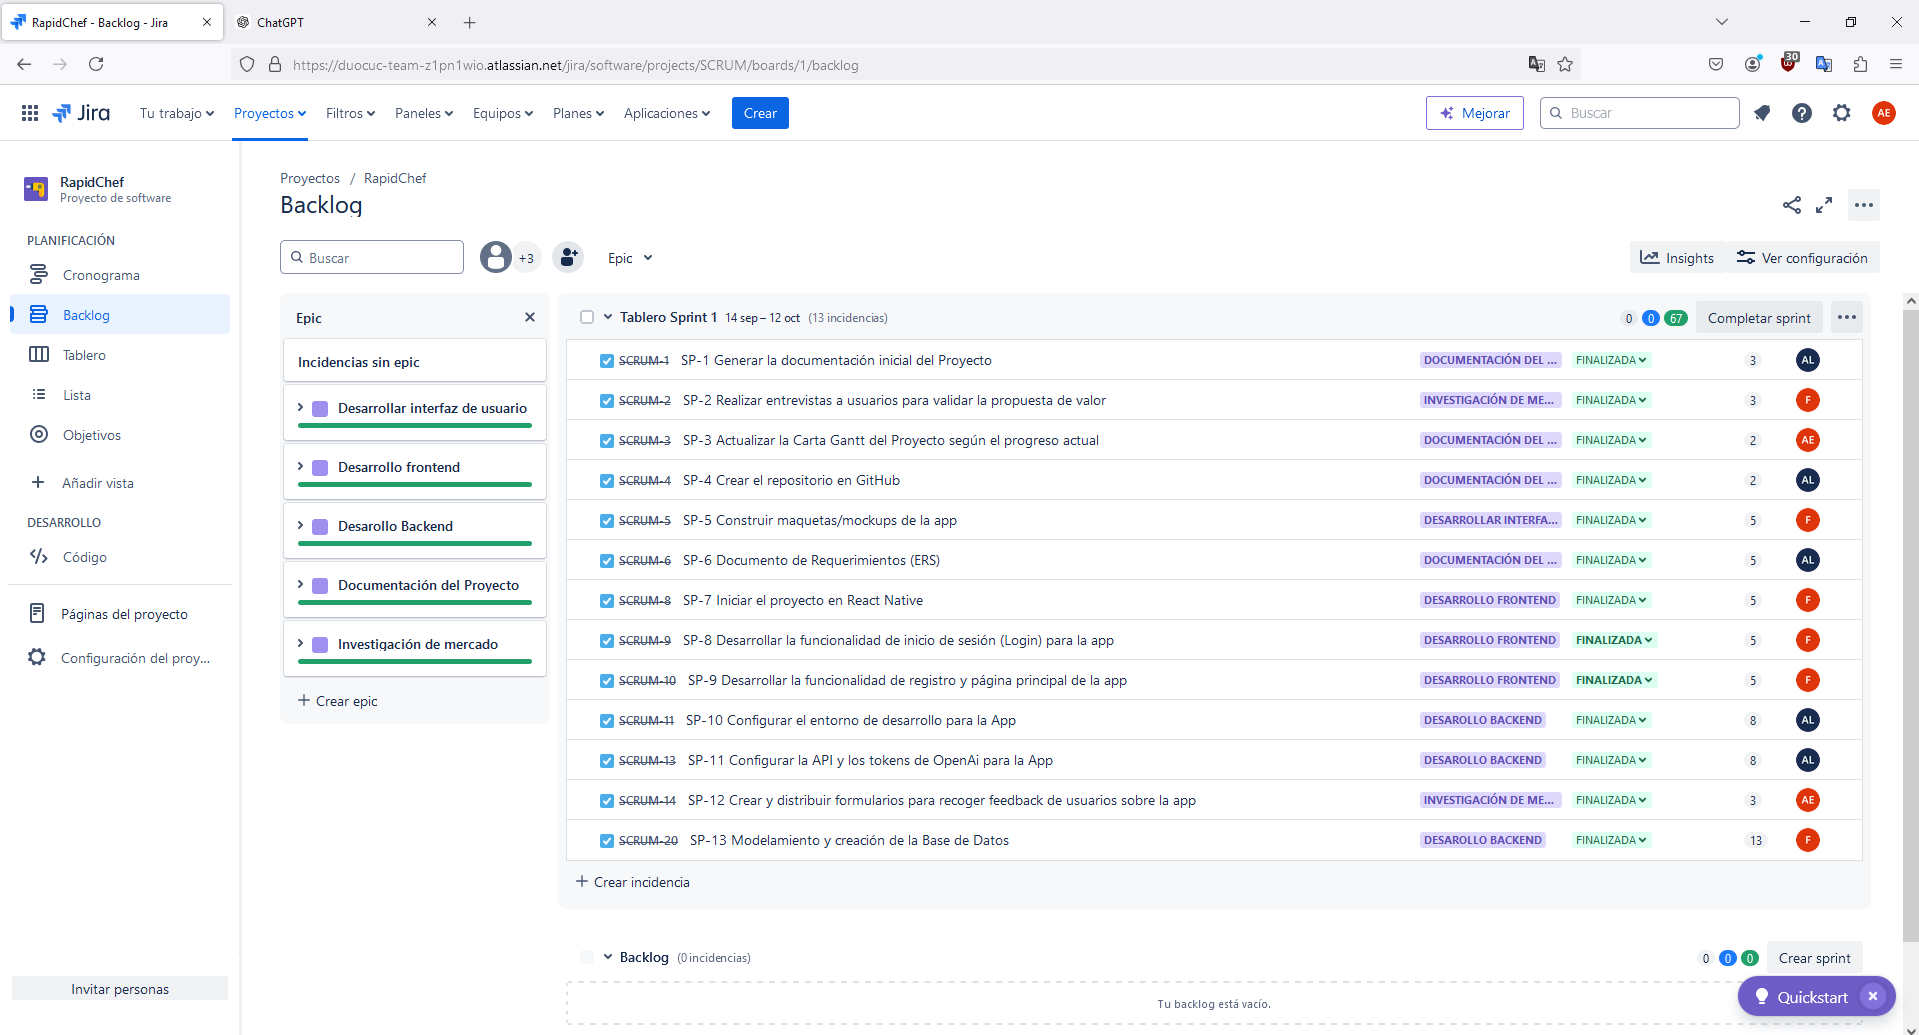 RapidChef - Backlog - Jira
ChatGPT
https://duocuc-team-z1pn1wio.atlassian.net/jira/software/projects/SCRUM/boards/1/backlog
30
Jira
Tu trabajo
Proyectos
Filtros
Paneles
Equipos
Planes
Aplicaciones
Crear
Mejorar
Buscar
AE
RapidChef
Proyecto de software
PLANIFICACIÓN
Cronograma
Backlog
Tablero
Lista
Objetivos
Añadir vista
DESARROLLO
Código
Páginas del proyecto
Configuración del proy...
Invitar personas
Proyectos / RapidChef
Backlog
Buscar
+3
Epic
Insights
Ver configuración
Epic
Incidencias sin epic
Desarrollar interfaz de usuario
Desarrollo frontend
Desarollo Backend
Documentación del Proyecto
Investigación de mercado
Crear epic
Tablero Sprint 1 14 sep – 12 oct (13 incidencias) 0 0 67 Completar sprint
SCRUM-1 SP-1 Generar la documentación inicial del Proyecto DOCUMENTACIÓN DEL ... FINALIZADA 3 AL
SCRUM-2 SP-2 Realizar entrevistas a usuarios para validar la propuesta de valor INVESTIGACIÓN DE ME... FINALIZADA 3 F
SCRUM-3 SP-3 Actualizar la Carta Gantt del Proyecto según el progreso actual DOCUMENTACIÓN DEL ... FINALIZADA 2 AE
SCRUM-4 SP-4 Crear el repositorio en GitHub DOCUMENTACIÓN DEL ... FINALIZADA 2 AL
SCRUM-5 SP-5 Construir maquetas/mockups de la app DESARROLLAR INTERFA... FINALIZADA 5 F
SCRUM-6 SP-6 Documento de Requerimientos (ERS) DOCUMENTACIÓN DEL ... FINALIZADA 5 AL
SCRUM-8 SP-7 Iniciar el proyecto en React Native DESARROLLO FRONTEND FINALIZADA 5 F
SCRUM-9 SP-8 Desarrollar la funcionalidad de inicio de sesión (Login) para la app DESARROLLO FRONTEND FINALIZADA 5 F
SCRUM-10 SP-9 Desarrollar la funcionalidad de registro y página principal de la app DESARROLLO FRONTEND FINALIZADA 5 F
SCRUM-11 SP-10 Configurar el entorno de desarrollo para la App DESAROLLO BACKEND FINALIZADA 8 AL
SCRUM-13 SP-11 Configurar la API y los tokens de OpenAi para la App DESAROLLO BACKEND FINALIZADA 8 AL
SCRUM-14 SP-12 Crear y distribuir formularios para recoger feedback de usuarios sobre la app INVESTIGACIÓN DE ME... FINALIZADA 3 AE
SCRUM-20 SP-13 Modelamiento y creación de la Base de Datos DESAROLLO BACKEND FINALIZADA 13 F
Crear incidencia
Backlog (0 incidencias) 0 0 0 Crear sprint
Tu backlog está vacío.
Quickstart